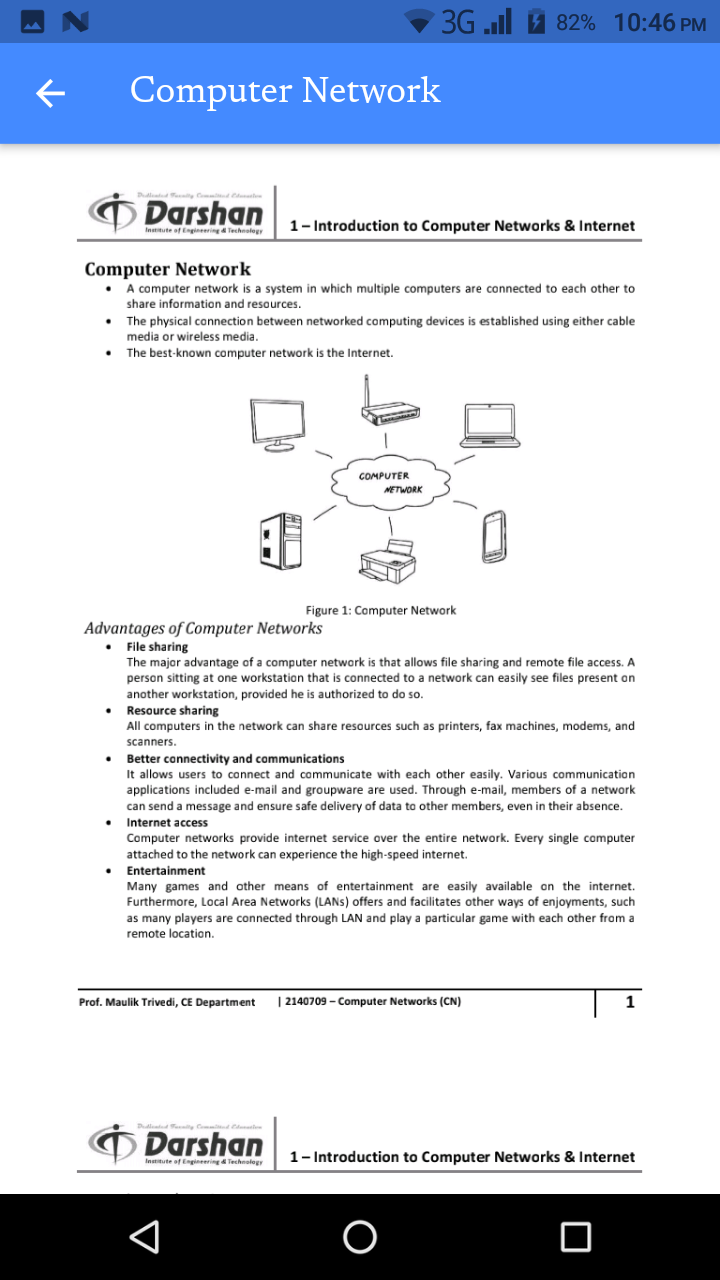 3G 82% 10:46 PM
Computer Network
Dedicated Faculty Committed Education
Darshan
Institute of Engineering & Technology
1 – Introduction to Computer Networks & Internet
Computer Network
• A computer network is a system in which multiple computers are connected to each other to
share information and resources.
• The physical connection between networked computing devices is established using either cable
media or wireless media.
• The best-known computer network is the Internet.
COMPUTER
NETWORK
Figure 1: Computer Network
Advantages of Computer Networks
• File sharing
The major advantage of a computer network is that allows file sharing and remote file access. A
person sitting at one workstation that is connected to a network can easily see files present on
another workstation, provided he is authorized to do so.
• Resource sharing
All computers in the network can share resources such as printers, fax machines, modems, and
scanners.
• Better connectivity and communications
It allows users to connect and communicate with each other easily. Various communication
applications included e-mail and groupware are used. Through e-mail, members of a network
can send a message and ensure safe delivery of data to other members, even in their absence.
• Internet access
Computer networks provide internet service over the entire network. Every single computer
attached to the network can experience the high-speed internet.
• Entertainment
Many games and other means of entertainment are easily available on the internet.
Furthermore, Local Area Networks (LANs) offers and facilitates other ways of enjoyments, such
as many players are connected through LAN and play a particular game with each other from a
remote location.
Prof. Maulik Trivedi, CE Department | 2140709 – Computer Networks (CN) 1
Dedicated Faculty Committed Education
Darshan
Institute of Engineering & Technology
1 – Introduction to Computer Networks & Internet